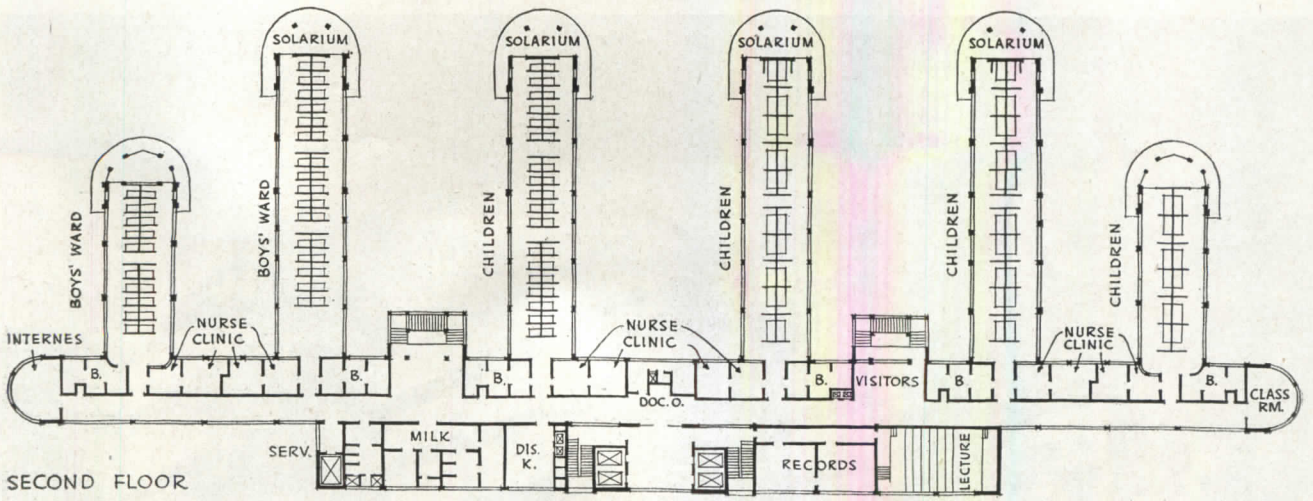 SOLARIUM
SOLARIUM
SOLARIUM
SOLARIUM
BOYS' WARD
BOYS' WARD
CHILDREN
CHILDREN
CHILDREN
CHILDREN
INTERNES
NURSE
CLINIC
NURSE
CLINIC
NURSE
CLINIC
B.
B.
B.
B.
B.
B.
DOC. O.
VISITORS
CLASS
RM.
SERV.
MILK
DIS.
K.
RECORDS
LECTURE
SECOND FLOOR